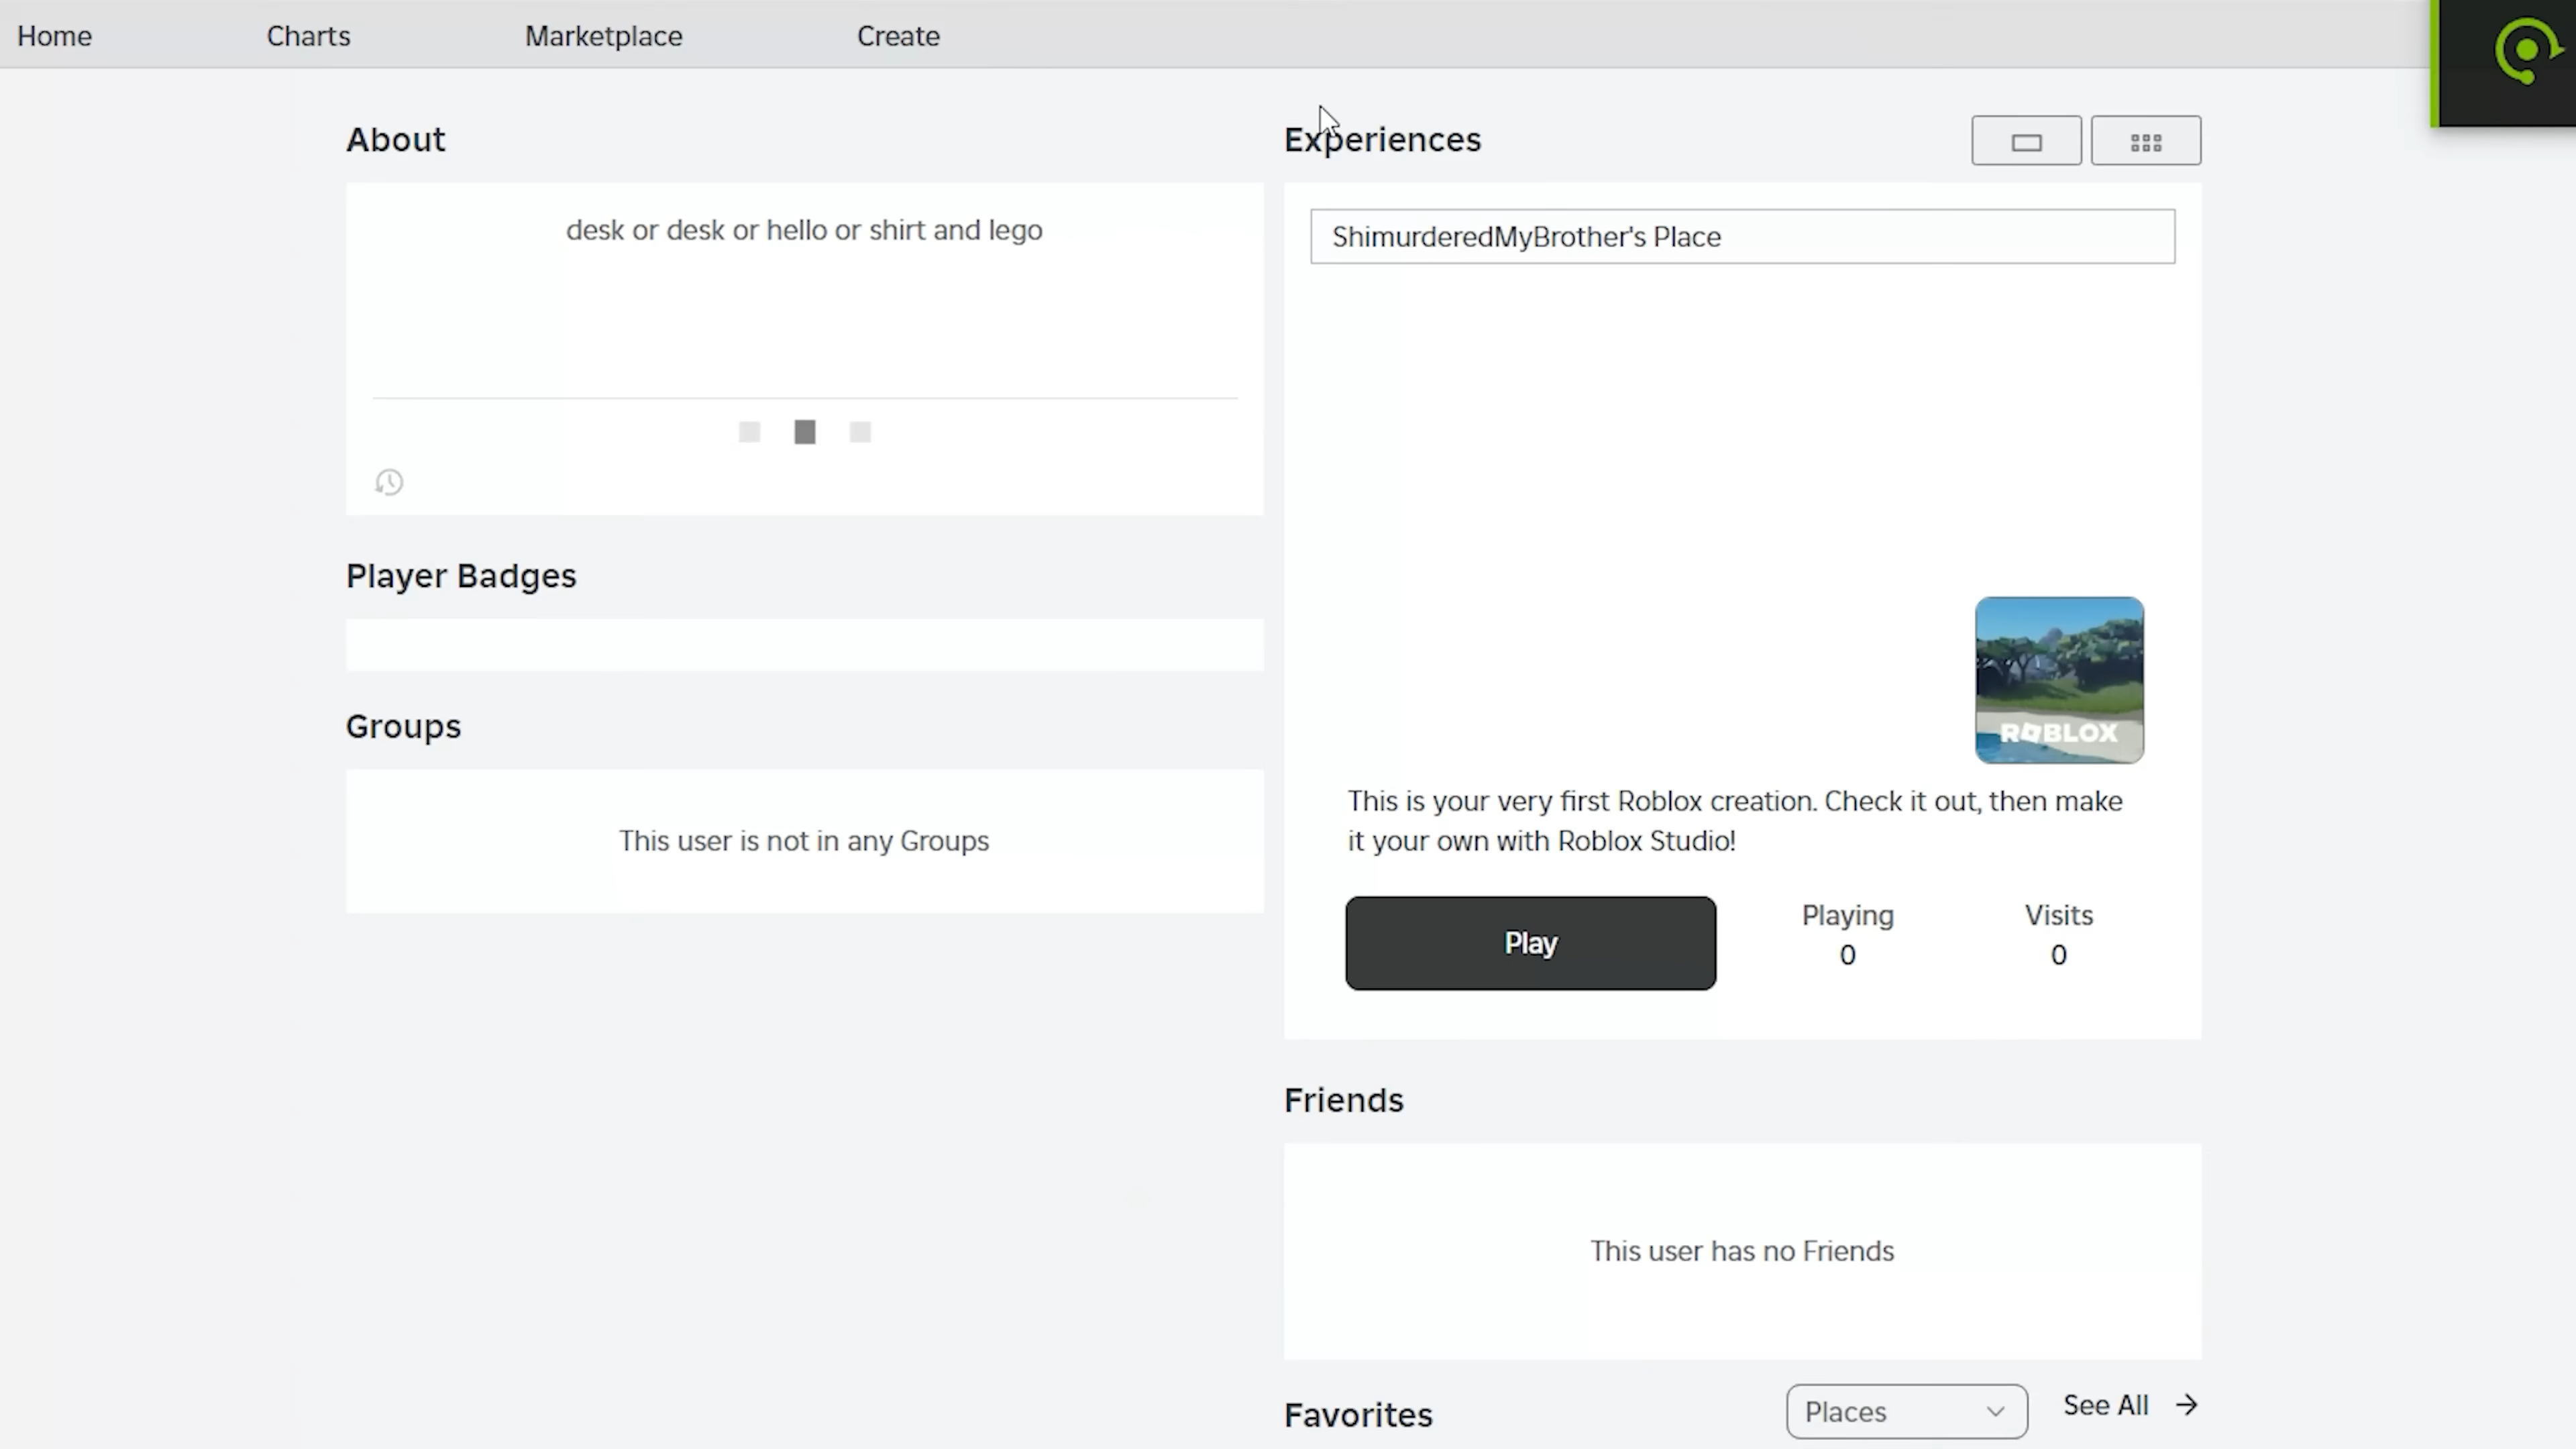 Home Charts Marketplace Create
About
desk or desk or hello or shirt and lego
Player Badges
Groups
This user is not in any Groups
Experiences
ShimurderedMyBrother's Place
ROBLOX
This is your very first Roblox creation. Check it out, then make
it your own with Roblox Studio!
Play
Playing
0
Visits
0
Friends
This user has no Friends
Favorites
Places
See All